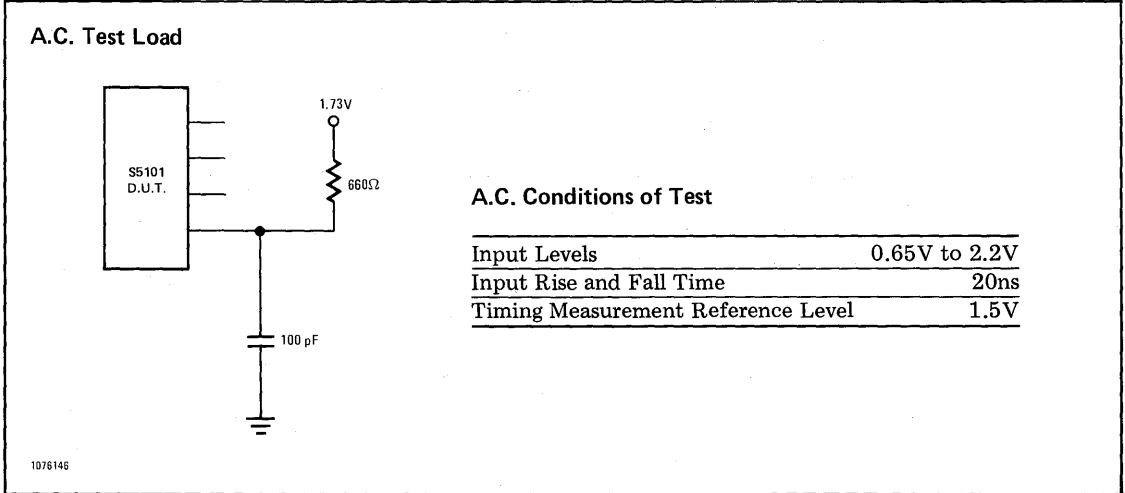 A.C. Test Load
1.73V
S5101
D.U.T.
660Ω
100 pF
A.C. Conditions of Test
Input Levels 0.65V to 2.2V
Input Rise and Fall Time 20ns
Timing Measurement Reference Level 1.5V
1076146